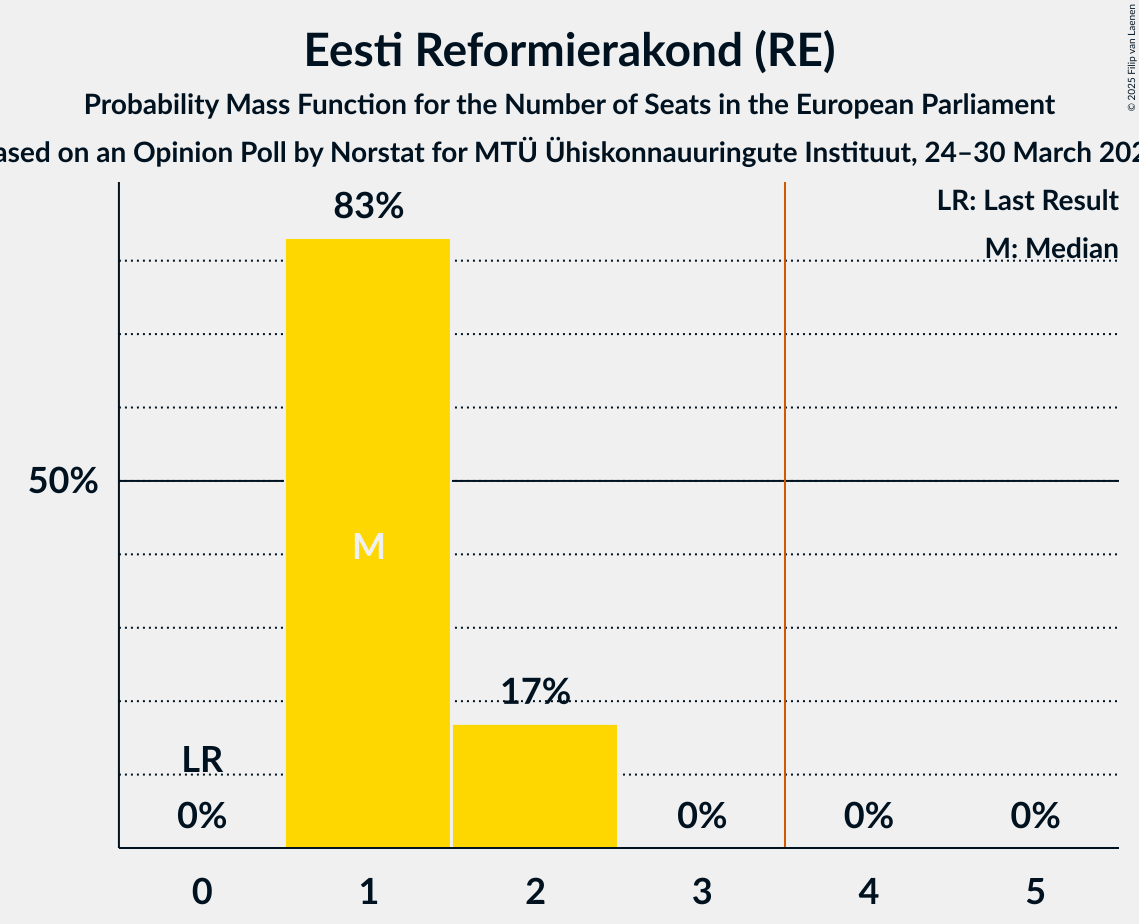 Eesti Reformierakond (RE)
Probability Mass Function for the Number of Seats in the European Parliament
on an Opinion Poll by Norstat for MTÜ Ühiskonnauuringute Instituut, 24–30 March
© 2025 Filip van Laenen
LR: Last Result
M: Median
83%
50%
M
17%
LR
0%
0%
0%
0%
0 1 2 3 4 5